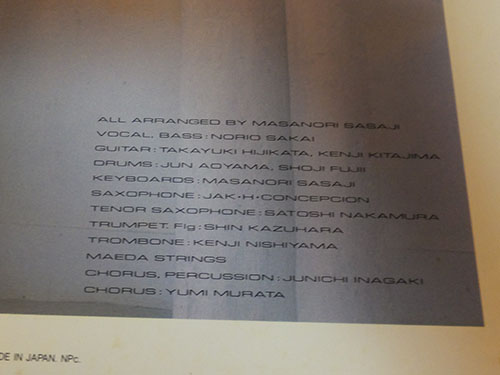 ALL ARRANGED BY MASANORI SASAJI
VOCAL, BASS : NORIO SAKAI
GUITAR : TAKAYUKI HIJIKATA, KENJI KITAJIMA
DRUMS : JUN AOYAMA, SHOJI FUJII
KEYBOARDS : MASANORI SASAJI
SAXOPHONE : JAK・H・CONCEPCION
TENOR SAXOPHONE : SATOSHI NAKAMURA
TRUMPET. Flg : SHIN KAZUHARA
TROMBONE : KENJI NISHIYAMA
MAEDA STRINGS
CHORUS, PERCUSSION : JUNICHI INAGAKI
CHORUS : YUMI MURATA
DE IN JAPAN. NPc.